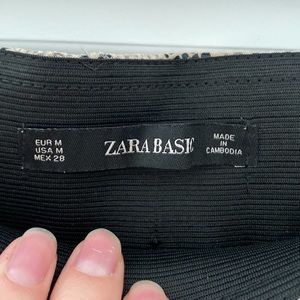 EUR M
USA M
MEX 28
ZARA BASIC
MADE
IN
CAMBODIA